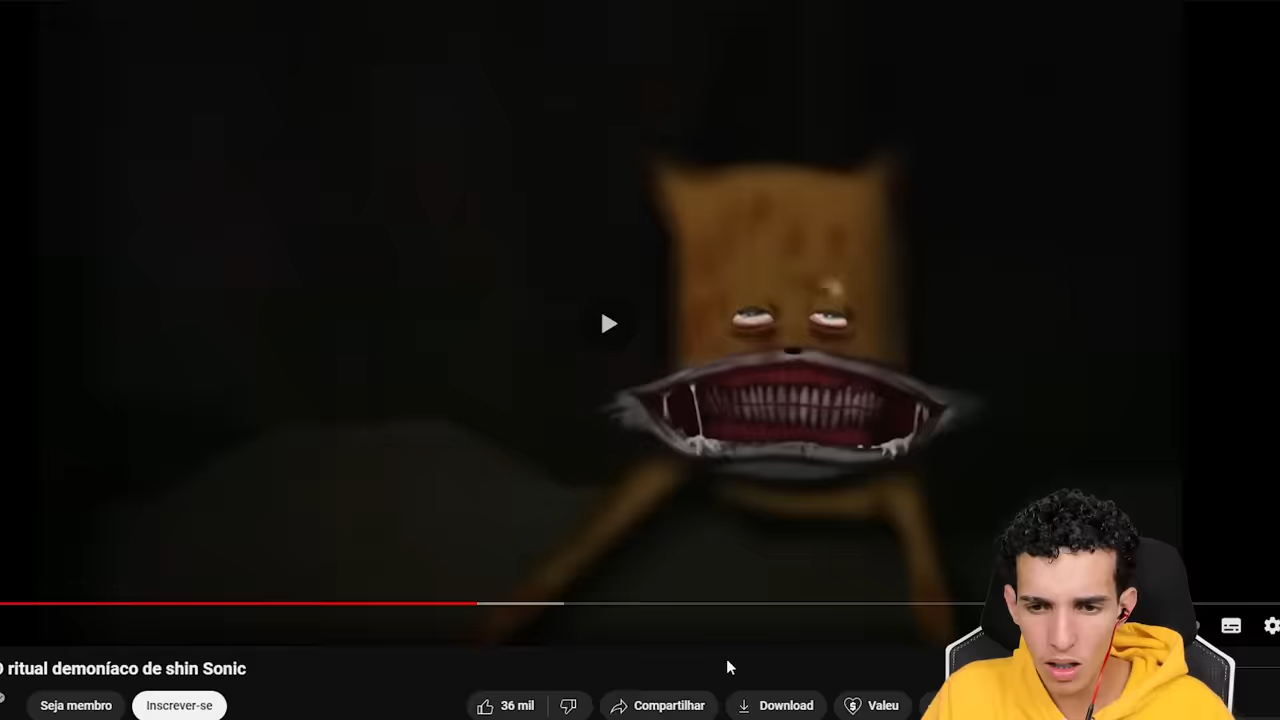 O ritual demoníaco de shin Sonic
Seja membro
Inscrever-se
36 mil
Compartilhar
Download
Valeu